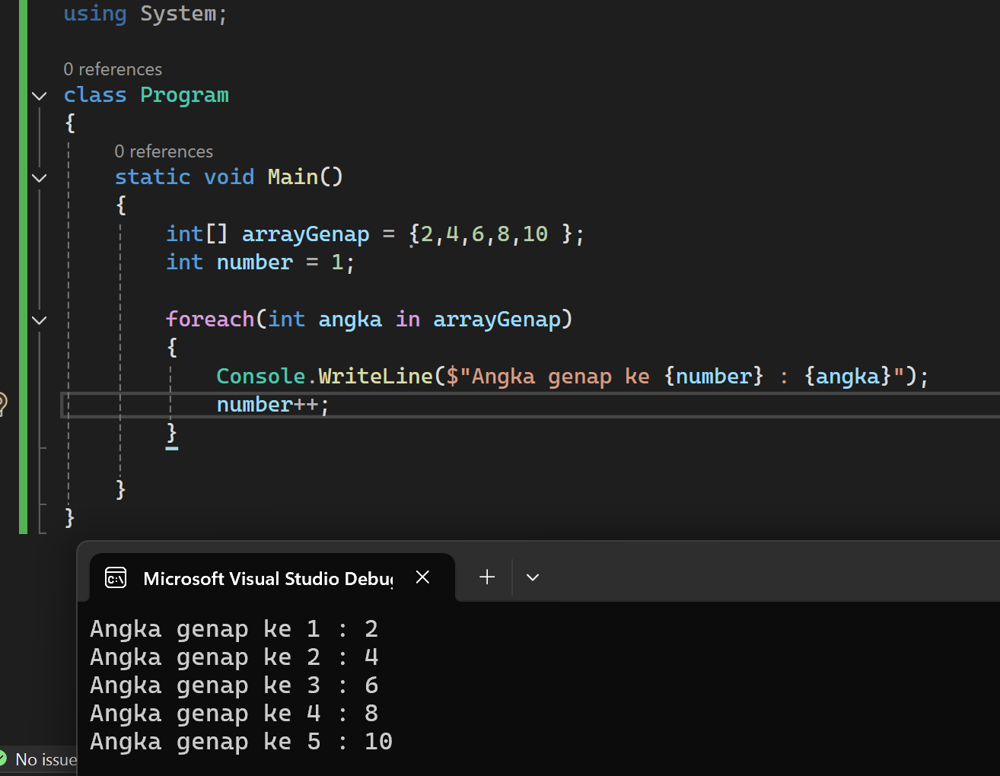 using System;
0 references
class Program
{
0 references
static void Main()
{
int[] arrayGenap = {2,4,6,8,10 };
int number = 1;
foreach(int angka in arrayGenap)
{
Console.WriteLine($"Angka genap ke {number} : {angka}");
number++;
}
}
}
Microsoft Visual Studio Debug
Angka genap ke 1 : 2
Angka genap ke 2 : 4
Angka genap ke 3 : 6
Angka genap ke 4 : 8
Angka genap ke 5 : 10
No issue